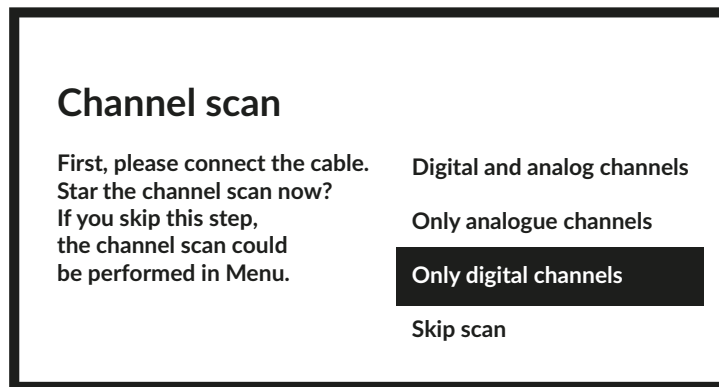 Channel scan
First, please connect the cable.
Star the channel scan now?
If you skip this step,
the channel scan could
be performed in Menu.
Digital and analog channels
Only analogue channels
Only digital channels
Skip scan